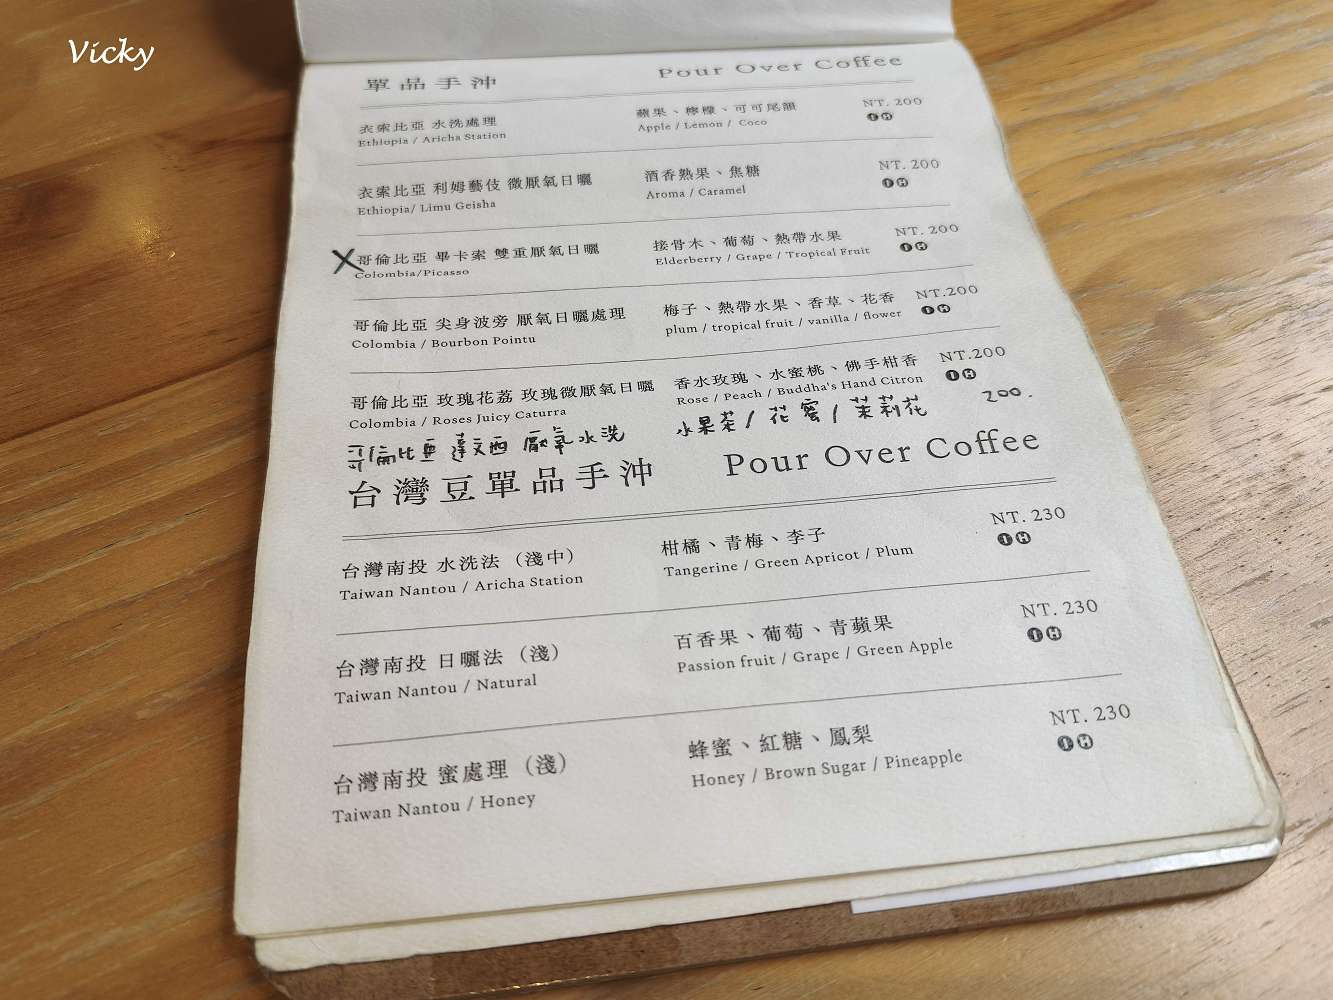 Vicky
單品手沖 Pour Over Coffee
衣索比亞 水洗處理 蘋果、檸檬、可可尾韻 NT. 200
Ethiopia / Aricha Station Apple / Lemon / Coco I H
衣索比亞 利姆藝伎 微厭氧日曬 酒香熟果、焦糖 NT. 200
Ethiopia/ Limu Geisha Aroma / Caramel I H
X哥倫比亞 畢卡索 雙重厭氧日曬 接骨木、葡萄、熱帶水果 NT. 200
Colombia/Picasso Elderberry / Grape / Tropical Fruit I H
哥倫比亞 尖身波旁 厭氧日曬處理 梅子、熱帶水果、香草、花香 NT.200
Colombia / Bourbon Pointu plum / tropical fruit / vanilla / flower I H
哥倫比亞 玫瑰花荔 玫瑰微厭氧日曬 香水玫瑰、水蜜桃、佛手柑香 NT.200
Colombia / Roses Juicy Caturra Rose / Peach / Buddha's Hand Citron I H
哥倫比亞 達文西 厭氧水洗 水果茶/花蜜/茉莉花 200.
台灣豆單品手沖 Pour Over Coffee
台灣南投 水洗法（淺中） 柑橘、青梅、李子 NT. 230
Taiwan Nantou / Aricha Station Tangerine / Green Apricot / Plum I H
台灣南投 日曬法（淺） 百香果、葡萄、青蘋果 NT. 230
Taiwan Nantou / Natural Passion fruit / Grape / Green Apple I H
台灣南投 蜜處理（淺） 蜂蜜、紅糖、鳳梨 NT. 230
Taiwan Nantou / Honey Honey / Brown Sugar / Pineapple I H